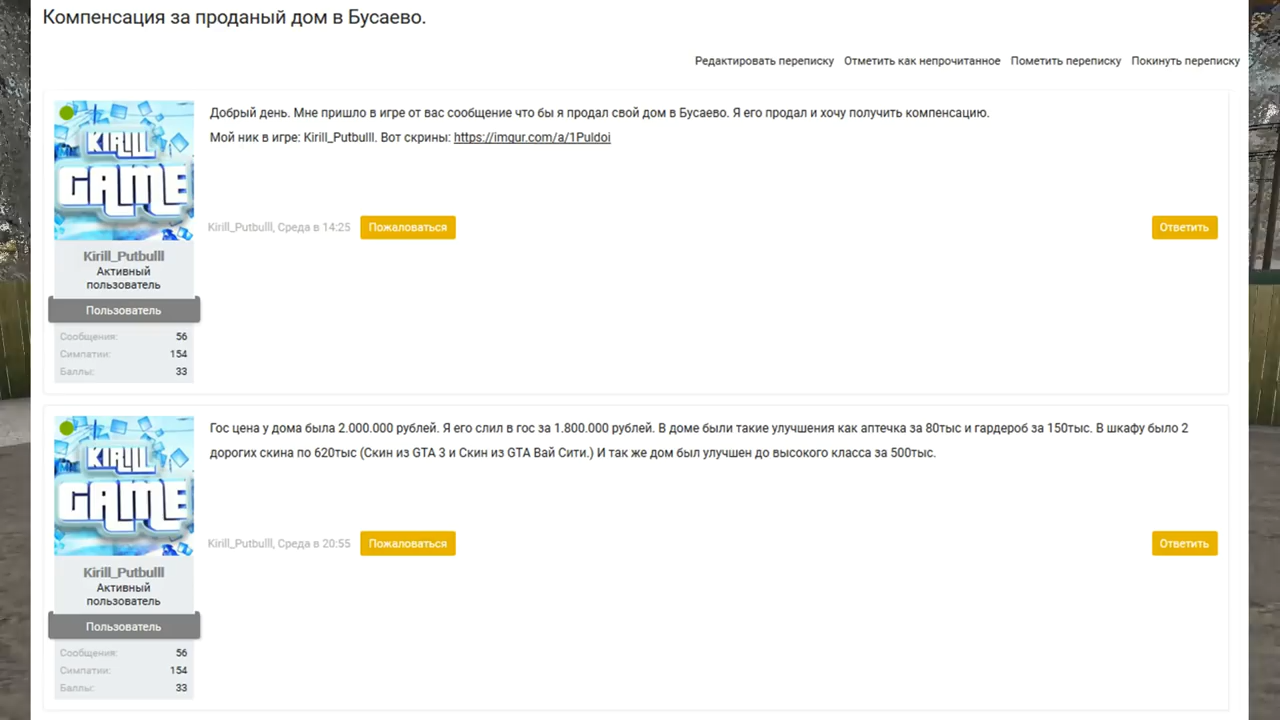 Компенсация за проданый дом в Бусаево.
Редактировать переписку Отметить как непрочитанное Пометить переписку Покинуть переписку
KIRILL
GAME
Kirill_Putbulll
Активный
пользователь
Пользователь
Сообщения: 56
Симпатии: 154
Баллы: 33
Добрый день. Мне пришло в игре от вас сообщение что бы я продал свой дом в Бусаево. Я его продал и хочу получить компенсацию.
Мой ник в игре: Kirill_Putbulll. Вот скрины: https://imgur.com/a/1Puldoi
Kirill_Putbulll, Среда в 14:25 Пожаловаться Ответить
KIRILL
GAME
Kirill_Putbulll
Активный
пользователь
Пользователь
Сообщения: 56
Симпатии: 154
Баллы: 33
Гос цена у дома была 2.000.000 рублей. Я его слил в гос за 1.800.000 рублей. В доме были такие улучшения как аптечка за 80тыс и гардероб за 150тыс. В шкафу было 2
дорогих скина по 620тыс (Скин из GTA 3 и Скин из GTA Вай Сити.) И так же дом был улучшен до высокого класса за 500тыс.
Kirill_Putbulll, Среда в 20:55 Пожаловаться Ответить